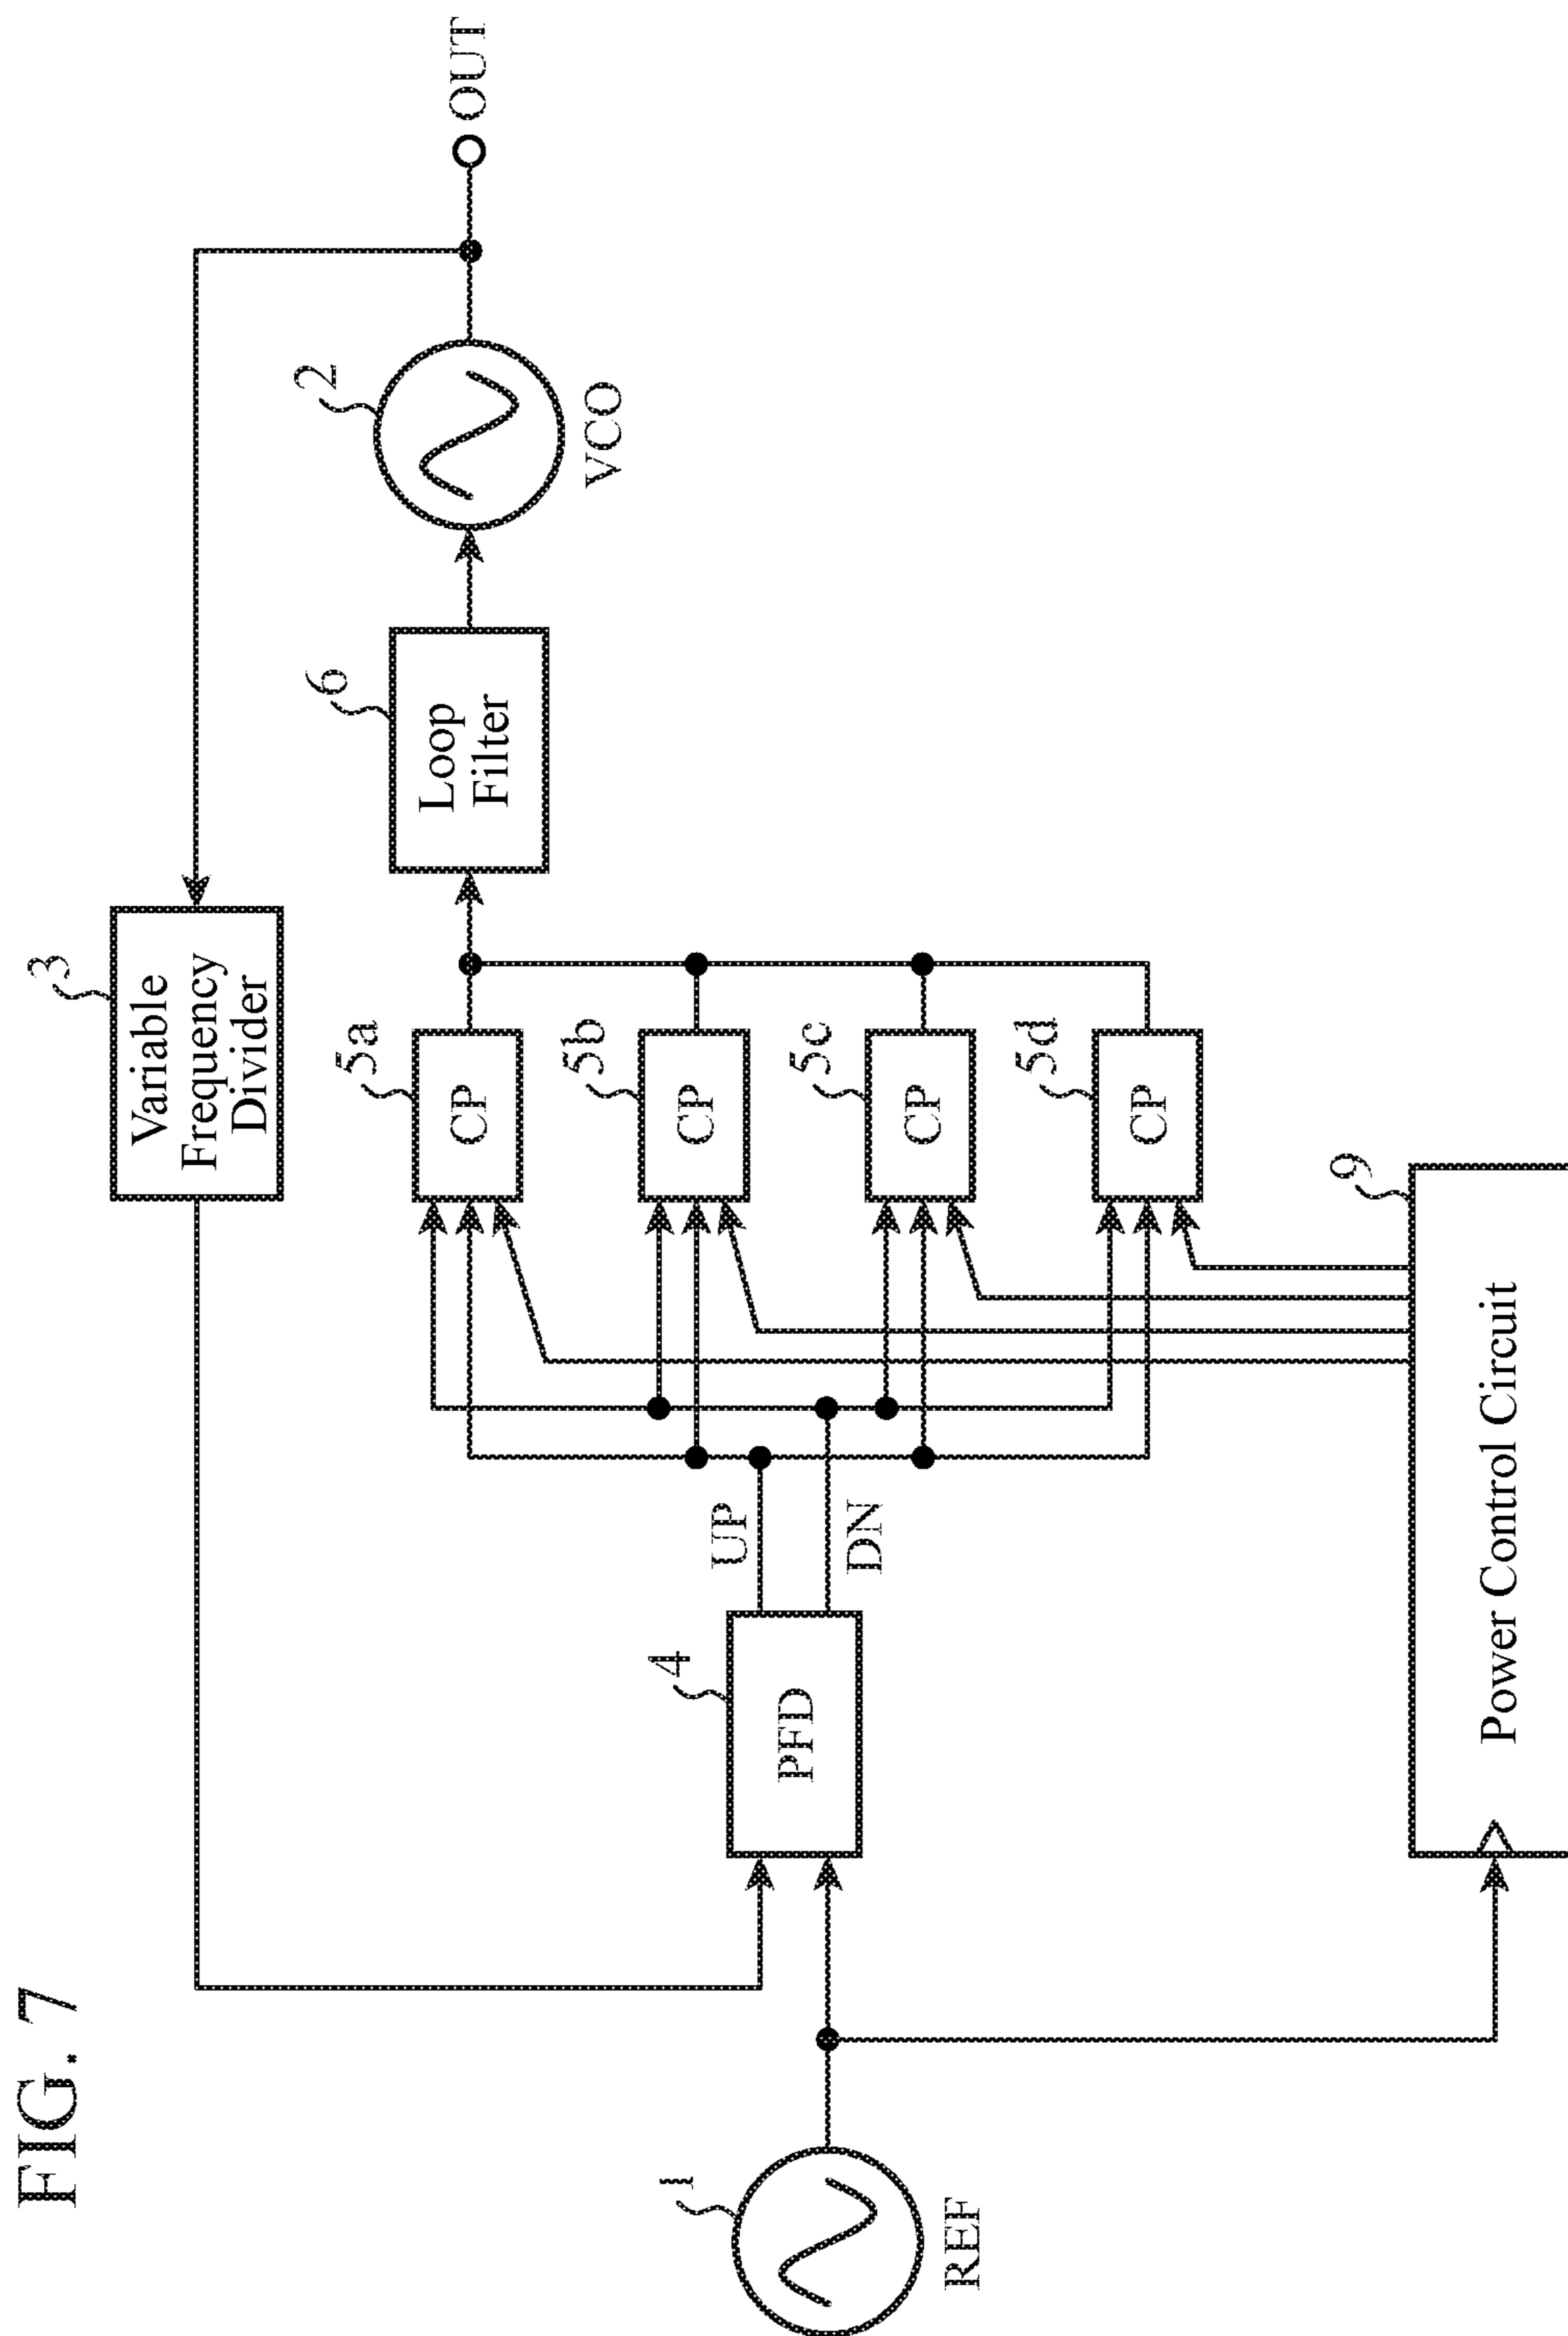 FIG. 7
3
Variable
Frequency
Divider
5a
CP
6
Loop
Filter
2
VCO
OUT
5b
CP
5c
CP
5d
CP
UP
DN
4
PFD
1
REF
9
Power Control Circuit